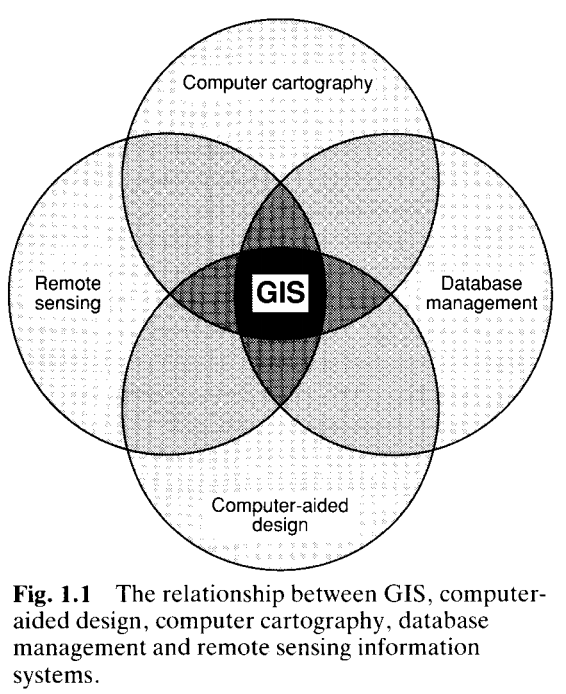 Computer cartography
Remote
sensing
GIS
Database
management
Computer-aided
design
Fig. 1.1 The relationship between GIS, computer-
aided design, computer cartography, database
management and remote sensing information
systems.